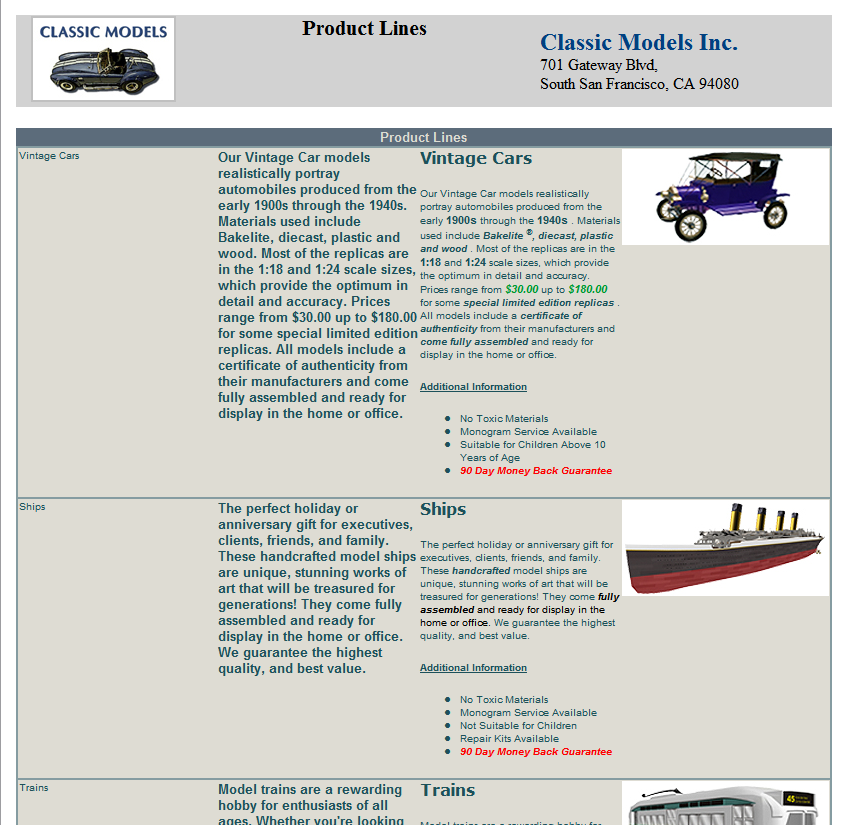 CLASSIC MODELS
Product Lines
Classic Models Inc.
701 Gateway Blvd,
South San Francisco, CA 94080
Product Lines
Vintage Cars
Our Vintage Car models
realistically portray
automobiles produced from the
early 1900s through the 1940s.
Materials used include
Bakelite, diecast, plastic and
wood. Most of the replicas are
in the 1:18 and 1:24 scale sizes,
which provide the optimum in
detail and accuracy. Prices
range from $30.00 up to $180.00
for some special limited edition
replicas. All models include a
certificate of authenticity from
their manufacturers and come
fully assembled and ready for
display in the home or office.
Vintage Cars
Our Vintage Car models realistically
portray automobiles produced from the
early 1900s through the 1940s . Materials
used include Bakelite ®, diecast, plastic
and wood . Most of the replicas are in the
1:18 and 1:24 scale sizes, which provide
the optimum in detail and accuracy.
Prices range from $30.00 up to $180.00
for some special limited edition replicas .
All models include a certificate of
authenticity from their manufacturers and
come fully assembled and ready for
display in the home or office.
Additional Information
No Toxic Materials
Monogram Service Available
Suitable for Children Above 10
Years of Age
90 Day Money Back Guarantee
Ships
The perfect holiday or
anniversary gift for executives,
clients, friends, and family.
These handcrafted model ships
are unique, stunning works of
art that will be treasured for
generations! They come fully
assembled and ready for
display in the home or office.
We guarantee the highest
quality, and best value.
Ships
The perfect holiday or anniversary gift for
executives, clients, friends, and family.
These handcrafted model ships are
unique, stunning works of art that will be
treasured for generations! They come fully
assembled and ready for display in the
home or office. We guarantee the highest
quality, and best value.
Additional Information
No Toxic Materials
Monogram Service Available
Not Suitable for Children
Repair Kits Available
90 Day Money Back Guarantee
Trains
Model trains are a rewarding
hobby for enthusiasts of all
ages. Whether you're looking
Trains
Model trains are a rewarding hobby for
45